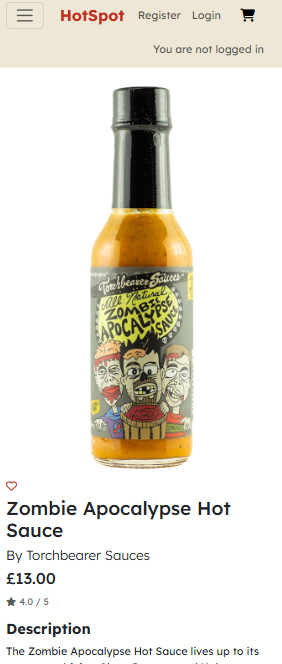 HotSpot Register Login
You are not logged in
Torchbearer Sauces
All Natural
ZOMBIE
APOCALYPSE
SAUCE
Zombie Apocalypse Hot
Sauce
By Torchbearer Sauces
£13.00
4.0 / 5
Description
The Zombie Apocalypse Hot Sauce lives up to its